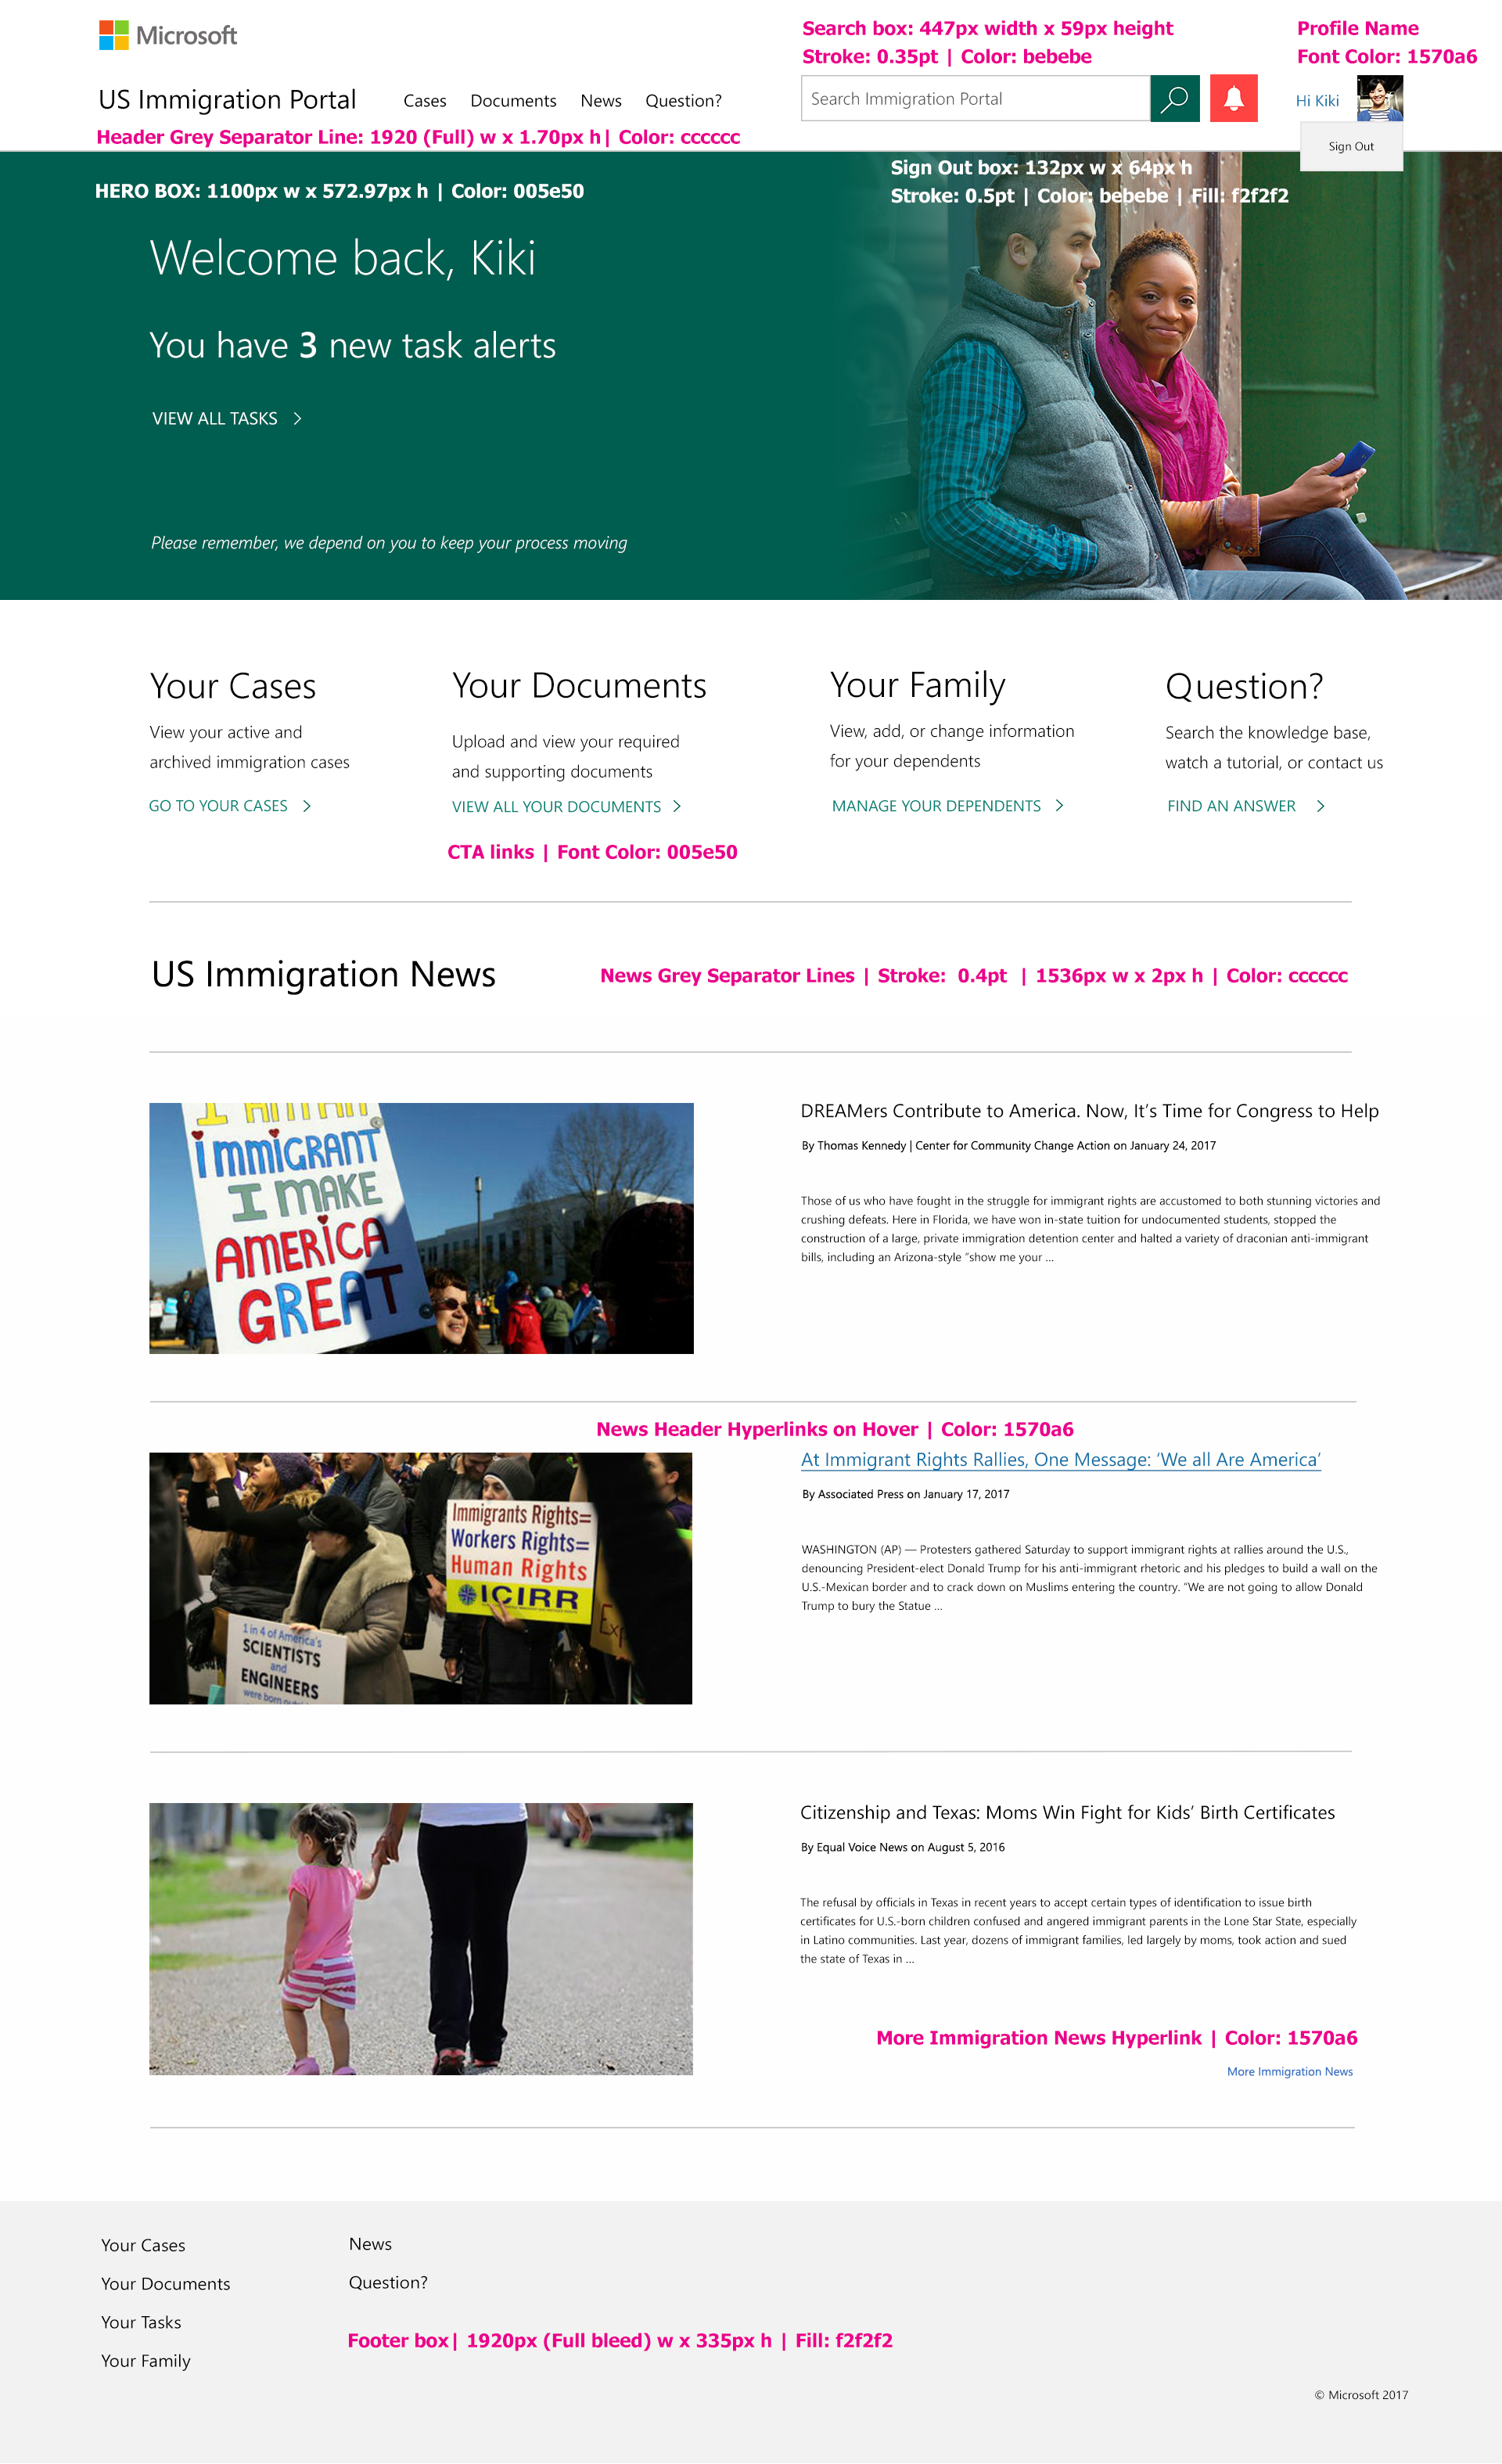 Microsoft
Search box: 447px width x 59px height
Stroke: 0.35pt | Color: bebebe
Profile Name
Font Color: 1570a6
US Immigration Portal
Cases Documents News Question?
Search Immigration Portal
Hi Kiki
Header Grey Separator Line: 1920 (Full) w x 1.70px h| Color: cccccc
Sign Out
Sign Out box: 132px w x 64px h
Stroke: 0.5pt | Color: bebebe | Fill: f2f2f2
HERO BOX: 1100px w x 572.97px h | Color: 005e50
Welcome back, Kiki
You have 3 new task alerts
VIEW ALL TASKS >
Please remember, we depend on you to keep your process moving
Your Cases
View your active and
archived immigration cases
GO TO YOUR CASES >
Your Documents
Upload and view your required
and supporting documents
VIEW ALL YOUR DOCUMENTS >
Your Family
View, add, or change information
for your dependents
MANAGE YOUR DEPENDENTS >
Question?
Search the knowledge base,
watch a tutorial, or contact us
FIND AN ANSWER >
CTA links | Font Color: 005e50
US Immigration News
News Grey Separator Lines | Stroke: 0.4pt | 1536px w x 2px h | Color: cccccc
I AM AN
immiGRANT
I MAKE
AMERICA
GREAT
DREAMers Contribute to America. Now, It’s Time for Congress to Help
By Thomas Kennedy | Center for Community Change Action on January 24, 2017
Those of us who have fought in the struggle for immigrant rights are accustomed to both stunning victories and
crushing defeats. Here in Florida, we have won in-state tuition for undocumented students, stopped the
construction of a large, private immigration detention center and halted a variety of draconian anti-immigrant
bills, including an Arizona-style “show me your ...
News Header Hyperlinks on Hover | Color: 1570a6
Immigrants Rights=
Workers Rights=
Human Rights
ICIRR
1 in 4 of America's
SCIENTISTS
and
ENGINEERS
were born
At Immigrant Rights Rallies, One Message: ‘We all Are America’
By Associated Press on January 17, 2017
WASHINGTON (AP) — Protesters gathered Saturday to support immigrant rights at rallies around the U.S.,
denouncing President-elect Donald Trump for his anti-immigrant rhetoric and his pledges to build a wall on the
U.S.-Mexican border and to crack down on Muslims entering the country. “We are not going to allow Donald
Trump to bury the Statue ...
Citizenship and Texas: Moms Win Fight for Kids’ Birth Certificates
By Equal Voice News on August 5, 2016
The refusal by officials in Texas in recent years to accept certain types of identification to issue birth
certificates for U.S.-born children confused and angered immigrant parents in the Lone Star State, especially
in Latino communities. Last year, dozens of immigrant families, led largely by moms, took action and sued
the state of Texas in ...
More Immigration News Hyperlink | Color: 1570a6
More Immigration News
Your Cases
Your Documents
Your Tasks
Your Family
News
Question?
Footer box| 1920px (Full bleed) w x 335px h | Fill: f2f2f2
© Microsoft 2017